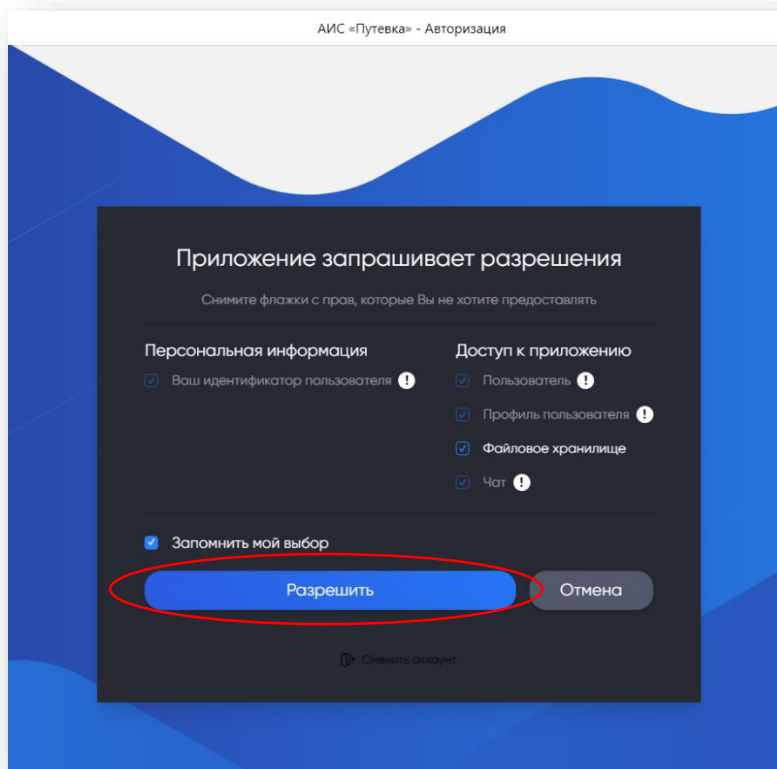 АИС «Путевка» - Авторизация
Приложение запрашивает разрешения
Снимите флажки с прав, которые Вы не хотите предоставлять
Персональная информация
Ваш идентификатор пользователя
Доступ к приложению
Пользователь
Профиль пользователя
Файловое хранилище
Чат
Запомнить мой выбор
Разрешить
Отмена
Сменить аккаунт